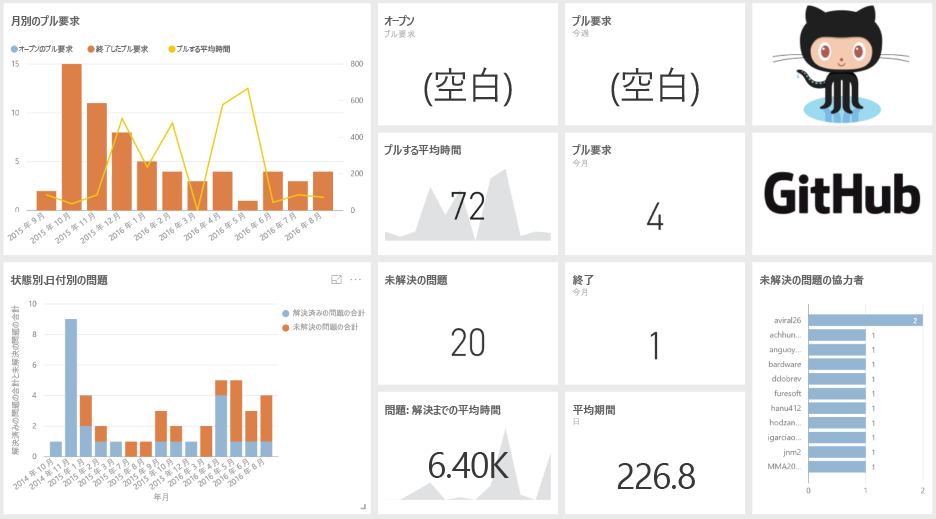 月別のプル要求
オープンのプル要求 終了したプル要求 プルする平均時間
15
10
5
0
800
600
400
200
0
2015 年 9 月
2015 年 10 月
2015 年 11 月
2015 年 12 月
2016 年 1 月
2016 年 2 月
2016 年 3 月
2016 年 4 月
2016 年 5 月
2016 年 6 月
2016 年 7 月
2016 年 8 月
オープン
プル要求
(空白)
プル要求
今週
(空白)
プルする平均時間
72
プル要求
今月
4
GitHub
状態別､日付別の問題
解決済みの問題の合計
未解決の問題の合計
解決済みの問題の合計と未解決の問題の合計
10
8
6
4
2
0
2014 年 10 月
2014 年 11 月
2015 年 1 月
2015 年 2 月
2015 年 3 月
2015 年 7 月
2015 年 8 月
2015 年 9 月
2015 年 10 月
2015 年 12 月
2016 年 3 月
2016 年 4 月
2016 年 5 月
2016 年 6 月
2016 年 8 月
年月
未解決の問題
20
終了
今月
1
問題: 解決までの平均時間
6.40K
平均期間
日
226.8
未解決の問題の協力者
aviral26 2
achhun... 1
anguoy... 1
bardware 1
ddobrev 1
furesoft 1
hanu412 1
hodzan... 1
igarciao... 1
jnm2 1
MMA20... 1
0 1 2